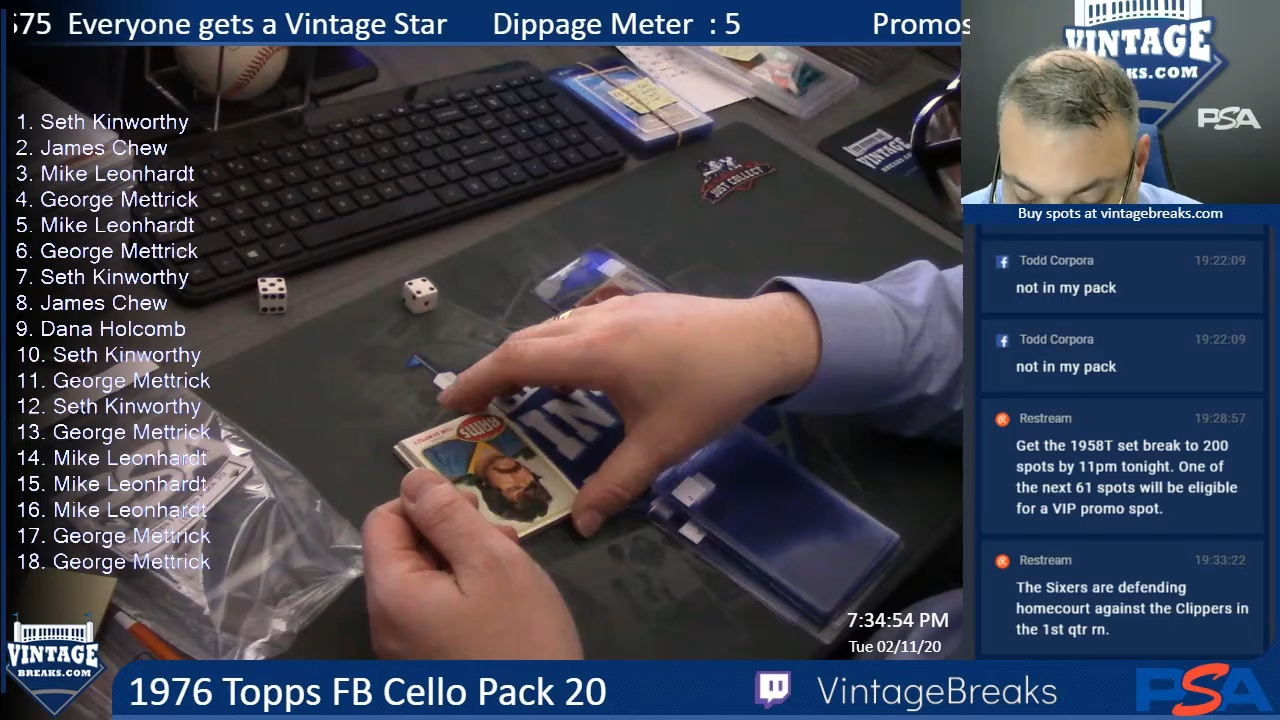 $75 Everyone gets a Vintage Star Dippage Meter : 5 Promos
VINTAGE
BREAKS.COM
PSA
1. Seth Kinworthy
2. James Chew
3. Mike Leonhardt
4. George Mettrick
5. Mike Leonhardt
6. George Mettrick
7. Seth Kinworthy
8. James Chew
9. Dana Holcomb
10. Seth Kinworthy
11. George Mettrick
12. Seth Kinworthy
13. George Mettrick
14. Mike Leonhardt
15. Mike Leonhardt
16. Mike Leonhardt
17. George Mettrick
18. George Mettrick
JUST COLLECT
VINTAGE
RAMS
Buy spots at vintagebreaks.com
Todd Corpora 19:22:09
not in my pack
Todd Corpora 19:22:09
not in my pack
Restream 19:28:57
Get the 1958T set break to 200
spots by 11pm tonight. One of
the next 61 spots will be eligible
for a VIP promo spot.
Restream 19:33:22
The Sixers are defending
homecourt against the Clippers in
the 1st qtr rn.
7:34:54 PM
Tue 02/11/20
VINTAGE
BREAKS.COM
1976 Topps FB Cello Pack 20
VintageBreaks
PSA